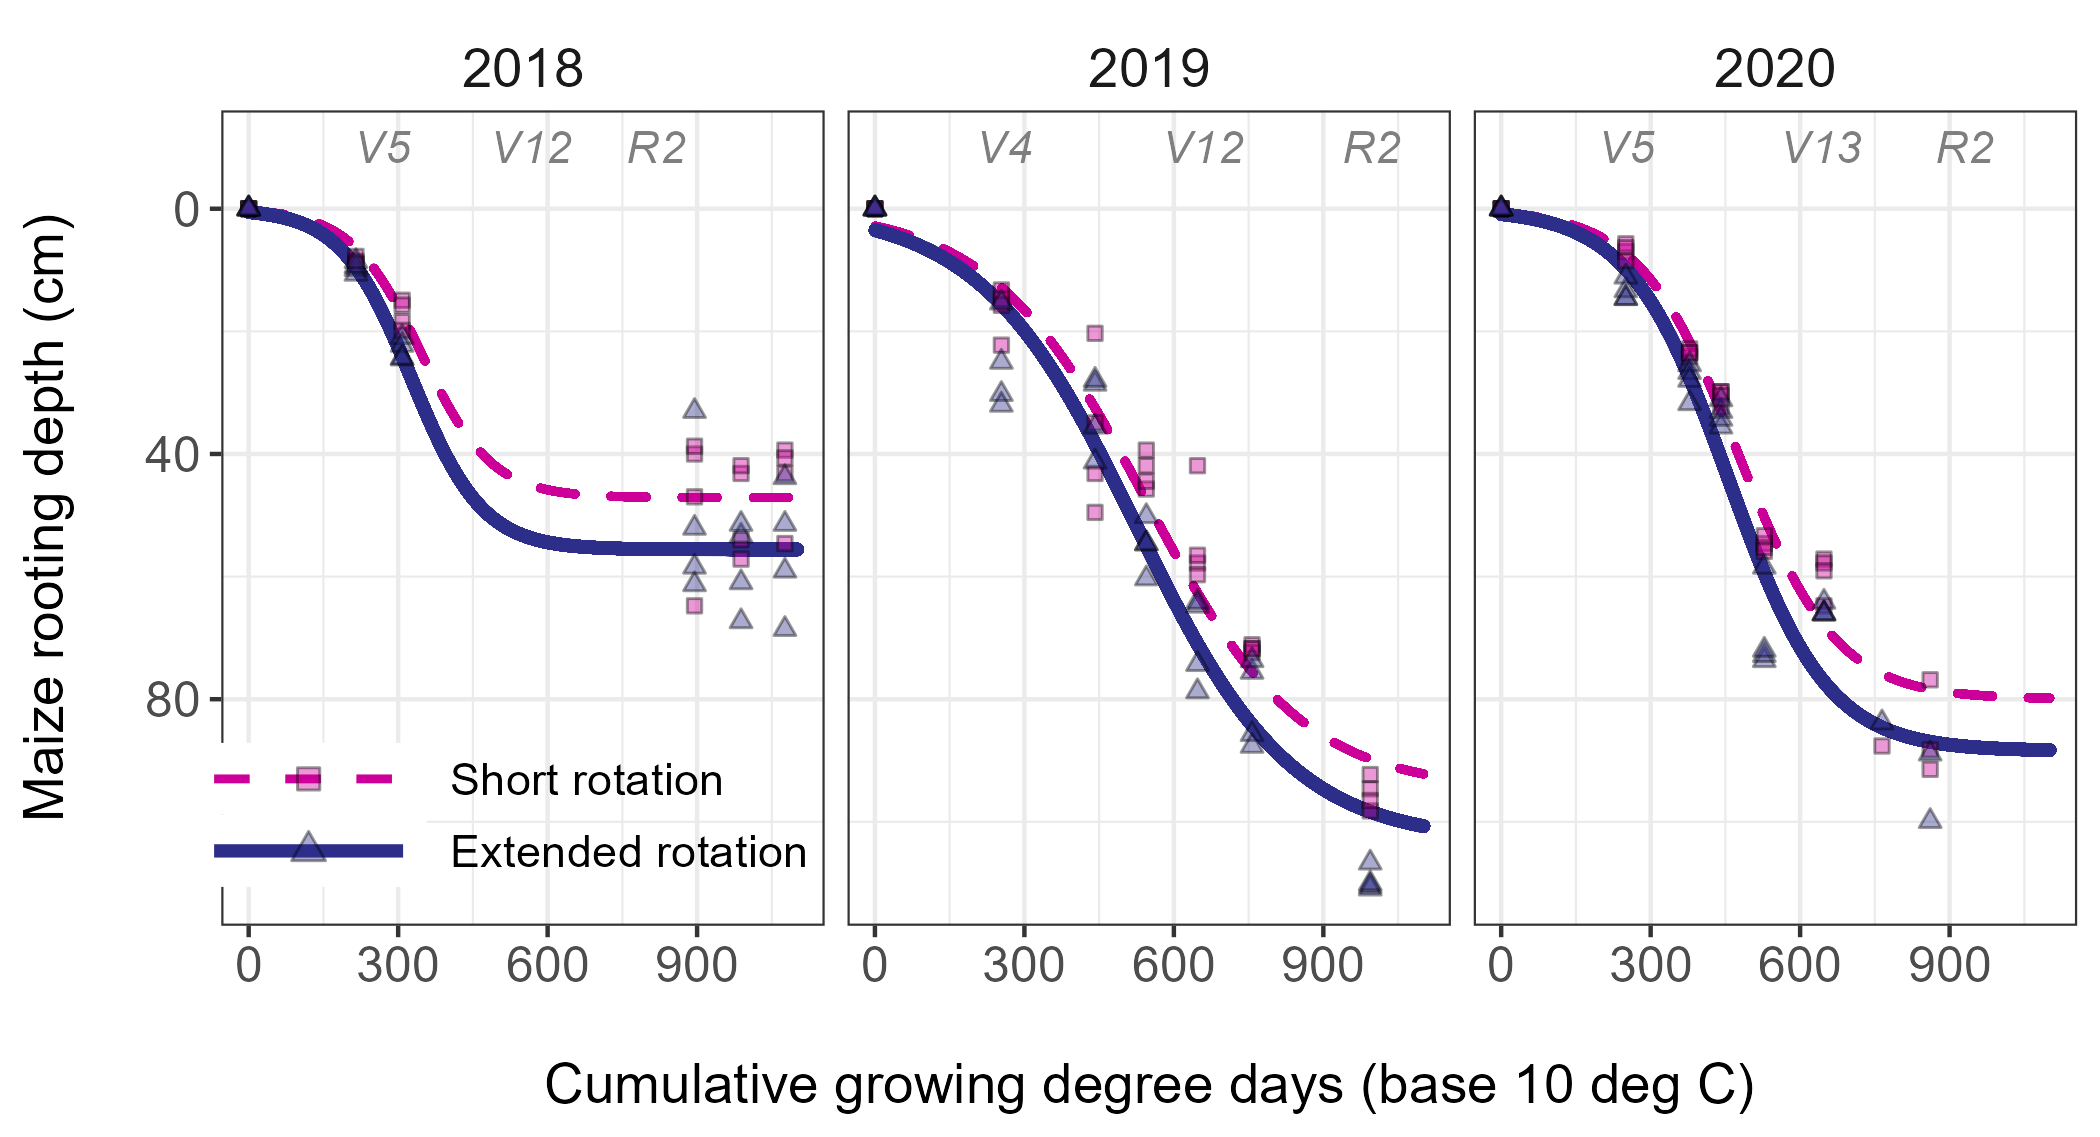 2018 2019 2020
V5 V12 R2 V4 V12 R2 V5 V13 R2
0
40
80
Maize rooting depth (cm)
Short rotation
Extended rotation
0 300 600 900 0 300 600 900 0 300 600 900
Cumulative growing degree days (base 10 deg C)